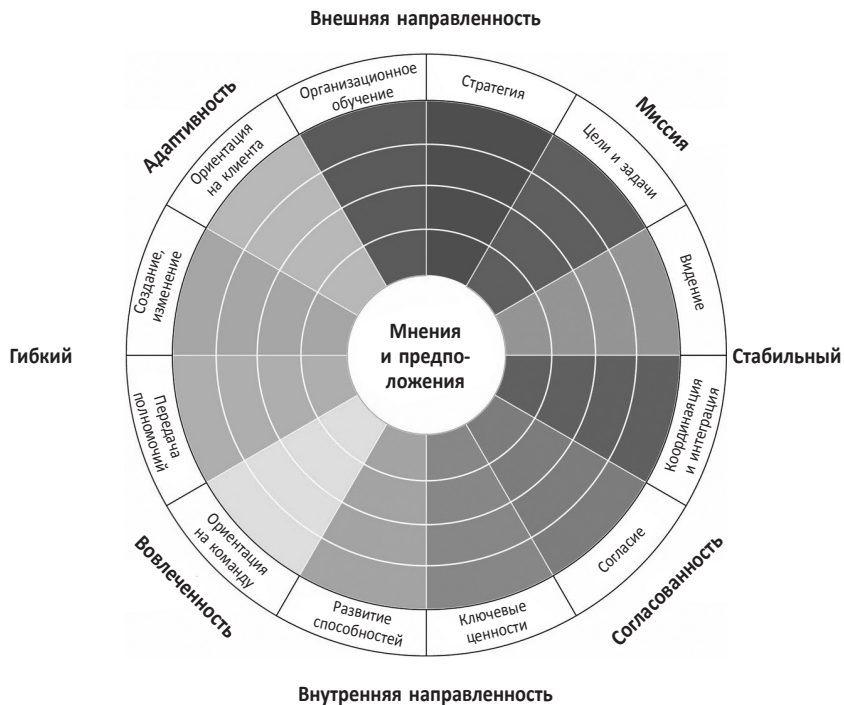 Внешняя направленность
Адаптивность
Миссия
Организационное
обучение
Стратегия
Ориентация
на клиента
Цели и задачи
Создание,
изменение
Видение
Гибкий
Мнения
и предпо-
ложения
Стабильный
Передача
полномочий
Координаяция
и интеграция
Ориентация
на команду
Согласие
Развитие
способностей
Ключевые
ценности
Вовлеченность
Согласованность
Внутренняя направленность